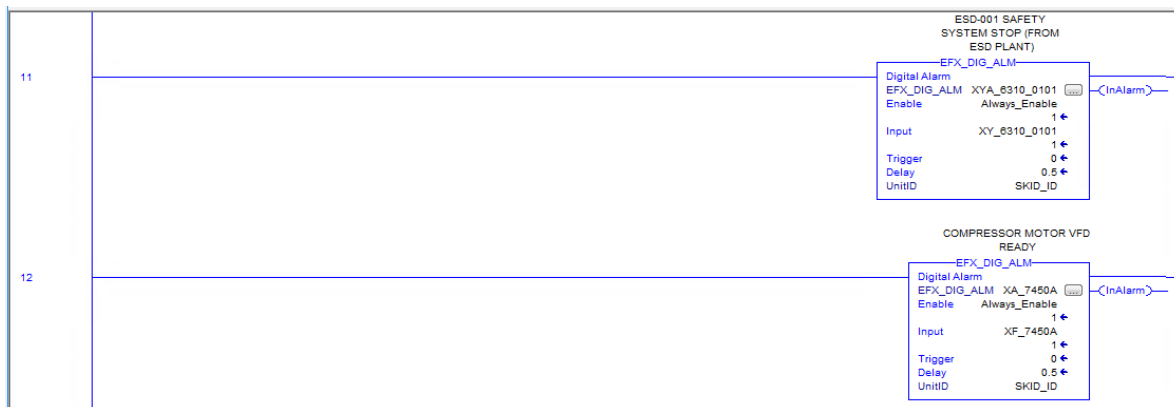 ESD-001 SAFETY
SYSTEM STOP (FROM
ESD PLANT)
11
EFX_DIG_ALM
Digital Alarm
EFX_DIG_ALM XYA_6310_0101 ... InAlarm
Enable Always_Enable
1
Input XY_6310_0101
1
Trigger 0
Delay 0.5
UnitID SKID_ID
COMPRESSOR MOTOR VFD
READY
12
EFX_DIG_ALM
Digital Alarm
EFX_DIG_ALM XA_7450A ... InAlarm
Enable Always_Enable
1
Input XF_7450A
1
Trigger 0
Delay 0.5
UnitID SKID_ID